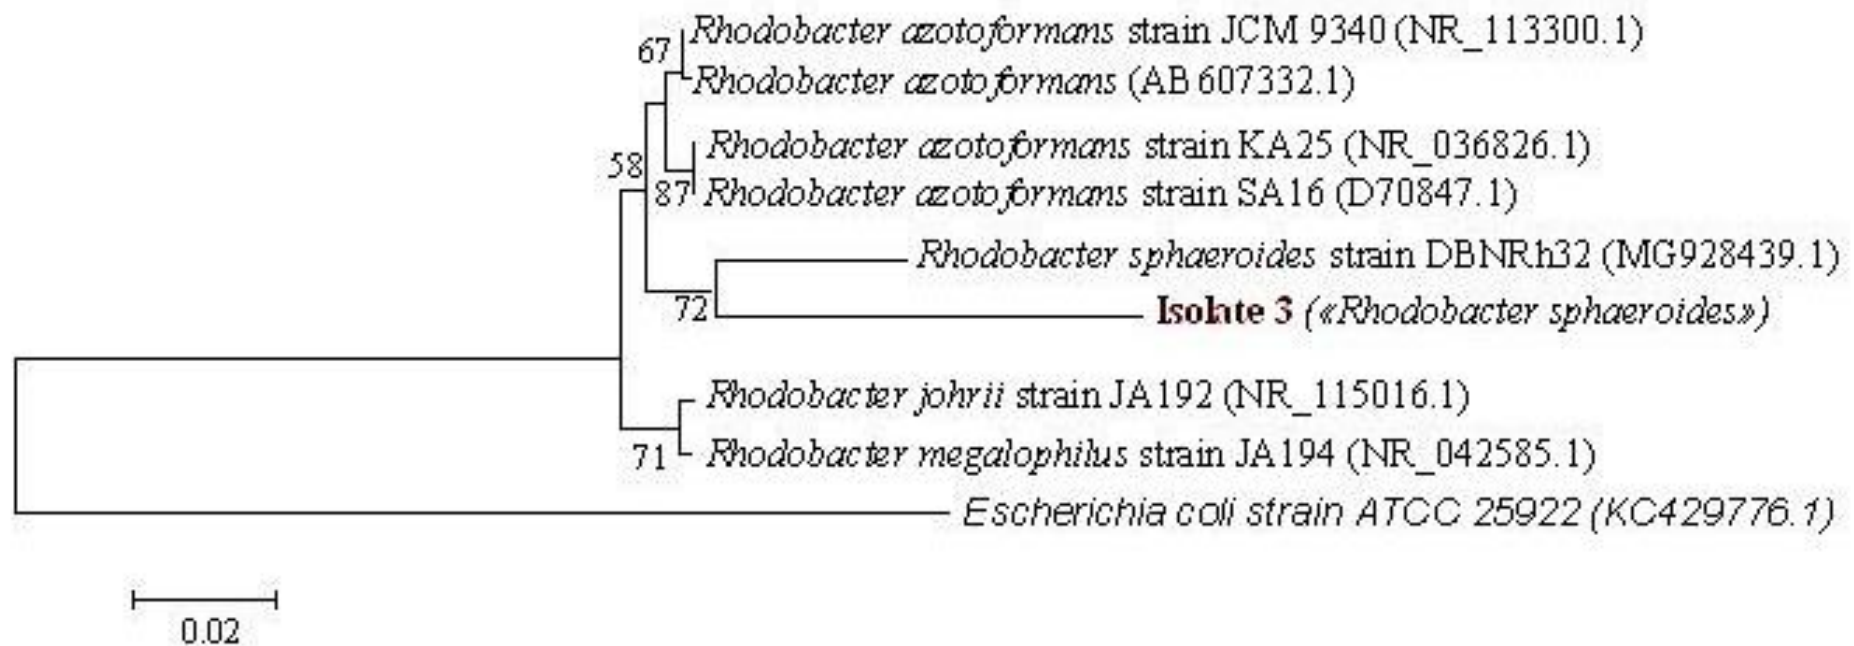 67
Rhodobacter azotoformans strain JCM 9340 (NR_113300.1)
Rhodobacter azotoformans (AB 607332.1)
58
Rhodobacter azotoformans strain KA25 (NR_036826.1)
87
Rhodobacter azotoformans strain SA16 (D70847.1)
Rhodobacter sphaeroides strain DBNRh32 (MG928439.1)
72
Isolate 3 («Rhodobacter sphaeroides»)
Rhodobacter johrii strain JA192 (NR_115016.1)
71
Rhodobacter megalophilus strain JA194 (NR_042585.1)
Escherichia coli strain ATCC 25922 (KC429776.1)
0.02